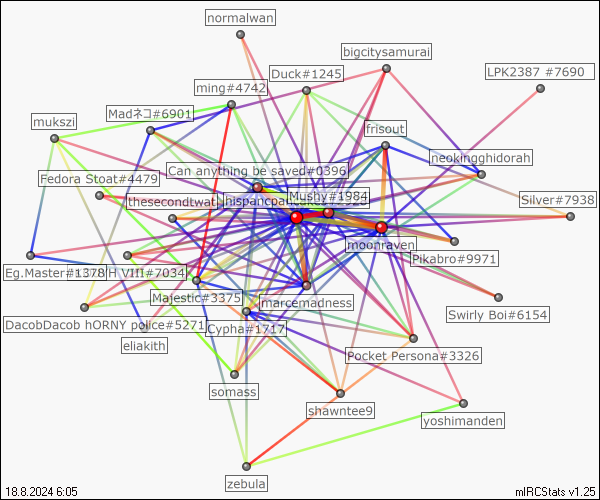 normalwan
bigcitysamurai
Duck#1245
LPK2387 #7690
ming#4742
Madネコ#6901
mukszi
frisout
neokingghidorah
Can anything be saved#0396
Fedora Stoat#4479
Mushy#1984
thesecondtwat
hispancoa
Silver#7938
moonraven
Pikabro#9971
Eg.Master#1378
H VIII#7034
Majestic#3375
marcemadness
Swirly Boi#6154
DacobDacob hORNY police#5271
Cypha#1717
eliakith
Pocket Persona#3326
somass
shawntee9
yoshimanden
zebula
18.8.2024 6:05
mIRCStats v1.25